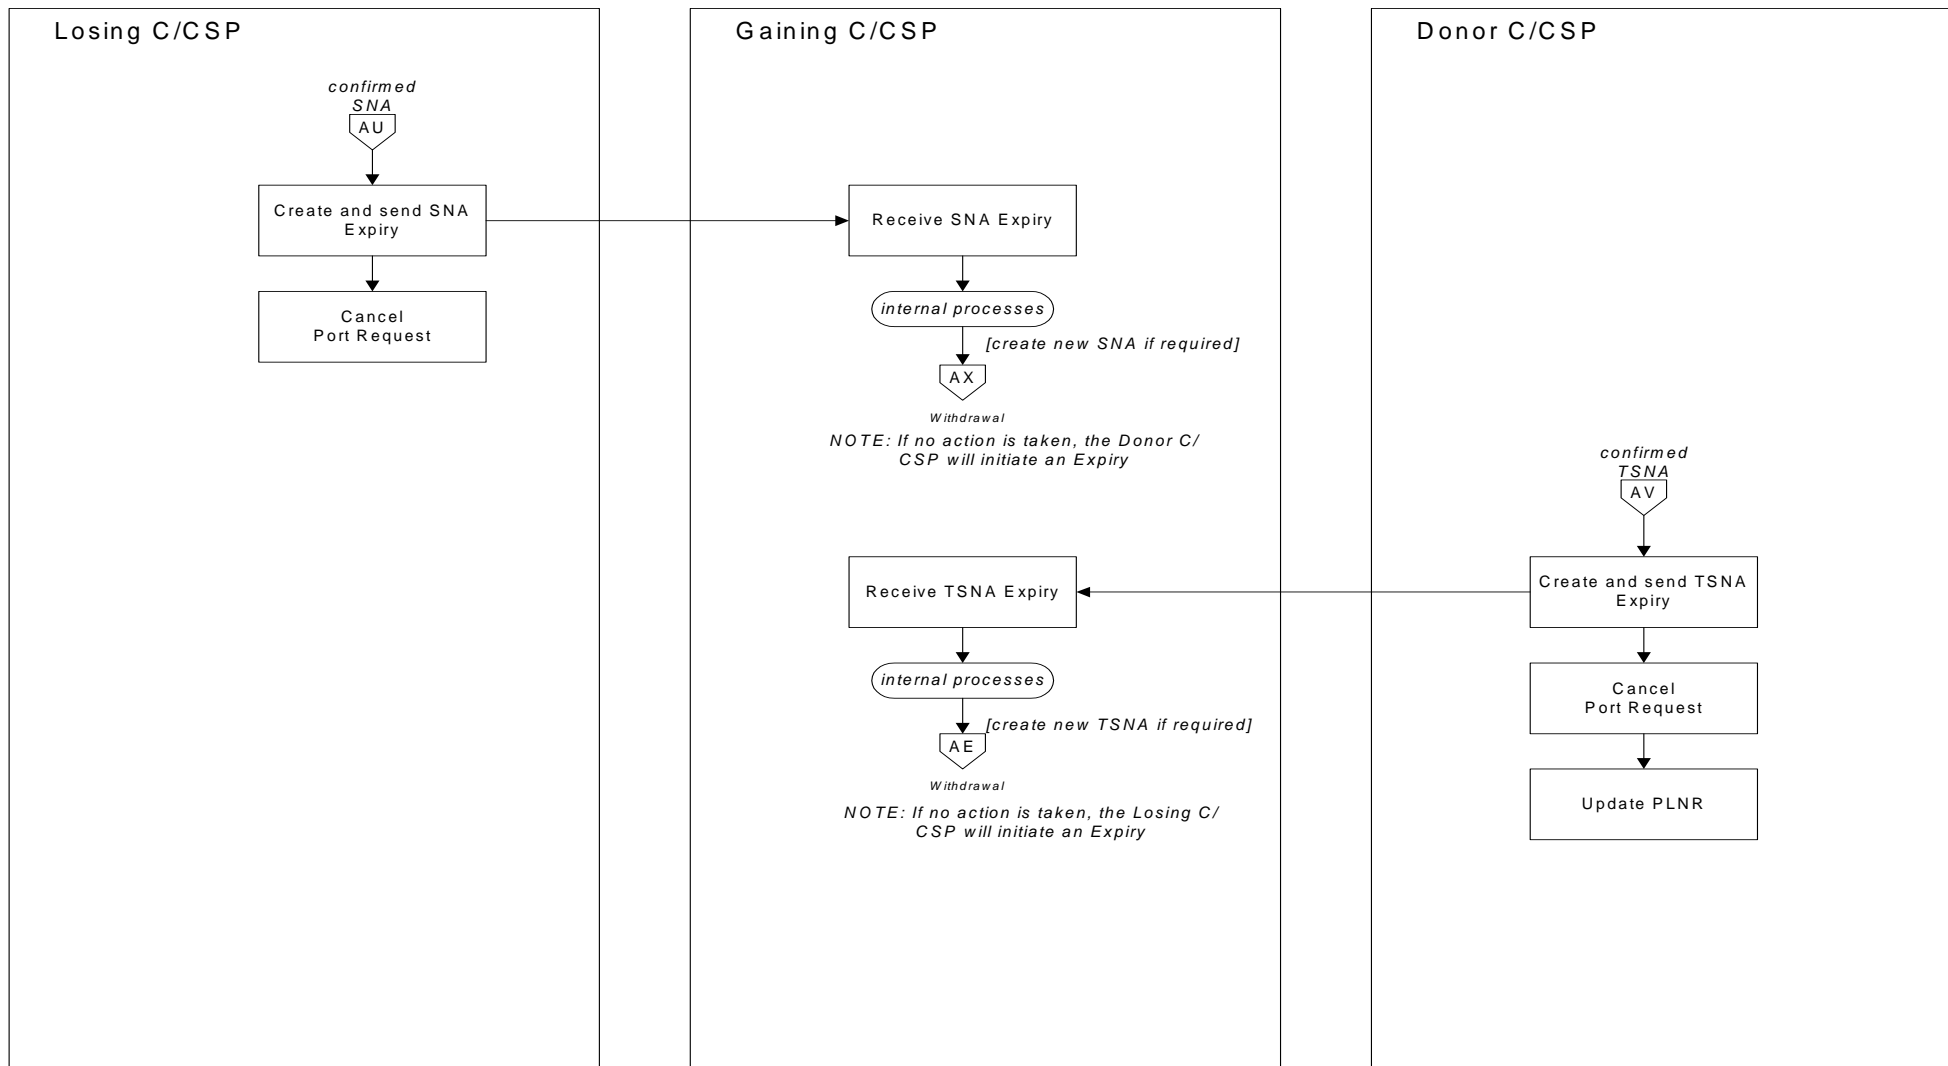 Losing C/CSP
confirmed
SNA
AU
Create and send SNA
Expiry
Cancel
Port Request
Gaining C/CSP
Receive SNA Expiry
internal processes
[create new SNA if required]
AX
Withdrawal
NOTE: If no action is taken, the Donor C/
CSP will initiate an Expiry
Receive TSNA Expiry
internal processes
[create new TSNA if required]
AE
Withdrawal
NOTE: If no action is taken, the Losing C/
CSP will initiate an Expiry
Donor C/CSP
confirmed
TSNA
AV
Create and send TSNA
Expiry
Cancel
Port Request
Update PLNR